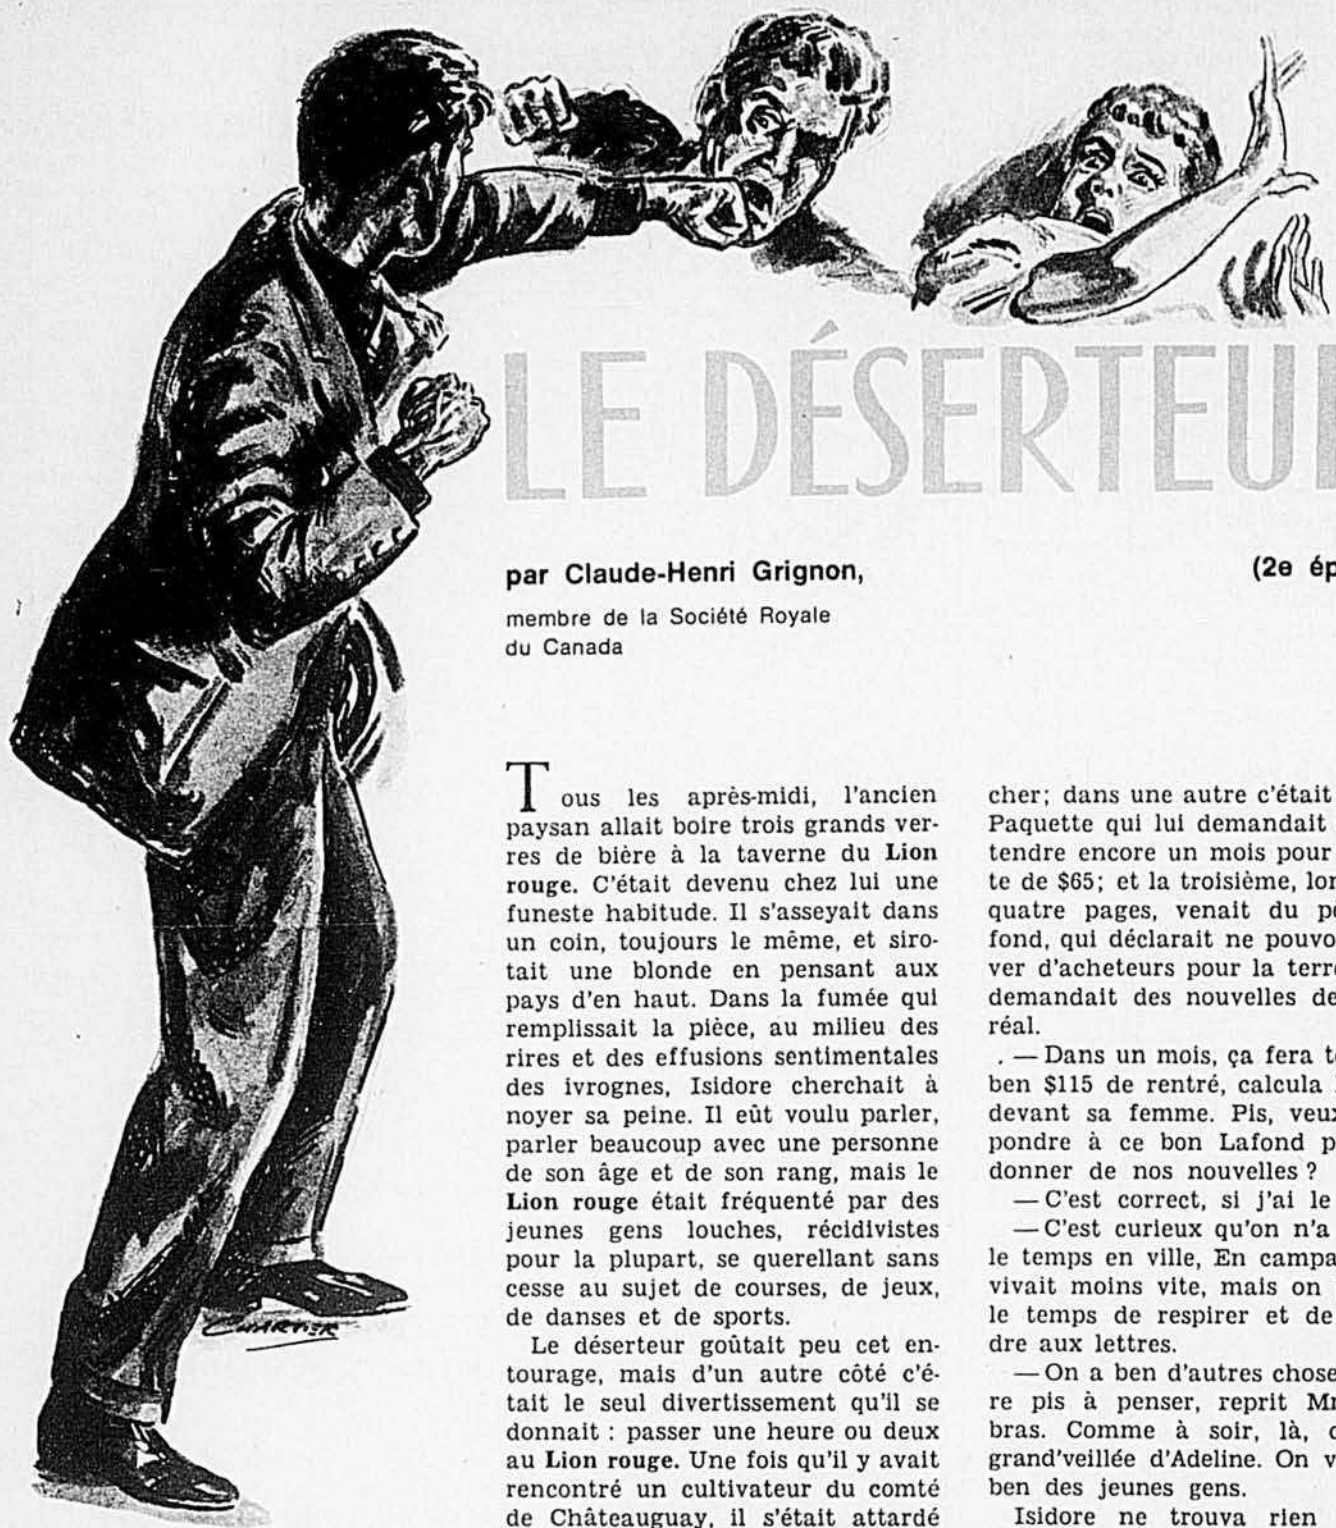 LE DÉSERTEUR
par Claude-Henri Grignon,
(2e ép
membre de la Société Royale
du Canada
Tous les après-midi, l'ancien
paysan allait boire trois grands ver-
res de bière à la taverne du Lion
rouge. C'était devenu chez lui une
funeste habitude. Il s'asseyait dans
un coin, toujours le même, et siro-
tait une blonde en pensant aux
pays d'en haut. Dans la fumée qui
remplissait la pièce, au milieu des
rires et des effusions sentimentales
des ivrognes, Isidore cherchait à
noyer sa peine. Il eût voulu parler,
parler beaucoup avec une personne
de son âge et de son rang, mais le
Lion rouge était fréquenté par des
jeunes gens louches, récidivistes
pour la plupart, se querellant sans
cesse au sujet de courses, de jeux,
de danses et de sports.
Le déserteur goûtait peu cet en-
tourage, mais d'un autre côté c'é-
tait le seul divertissement qu'il se
donnait : passer une heure ou deux
au Lion rouge. Une fois qu'il y avait
rencontré un cultivateur du comté
de Châteauguay, il s'était attardé
cher; dans une autre c'était
Paquette qui lui demandait
tendre encore un mois pour
te de $65; et la troisième, lon
quatre pages, venait du pè
fond, qui déclarait ne pouvo
ver d'acheteurs pour la terre
demandait des nouvelles de
réal.
. — Dans un mois, ça fera to
ben $115 de rentré, calcula
devant sa femme. Pis, veux
pondre à ce bon Lafond p
donner de nos nouvelles ?
— C'est correct, si j'ai le
— C'est curieux qu'on n'a
le temps en ville, En campa
vivait moins vite, mais on
le temps de respirer et de
dre aux lettres.
— On a ben d'autres chose
re pis à penser, reprit Mm
bras. Comme à soir, là, c
grand'veillée d'Adeline. On v
ben des jeunes gens.
Isidore ne trouva rien
CHARTIER